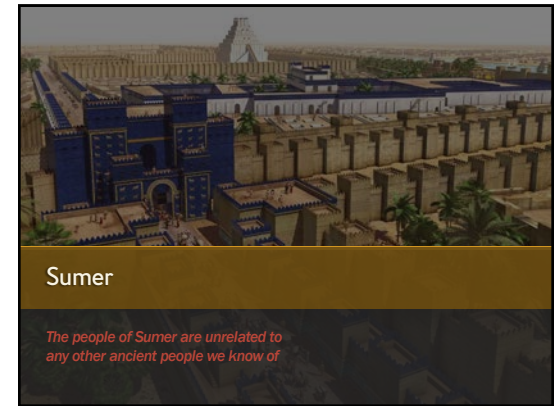 Sumer
The people of Sumer are unrelated to
any other ancient people we know of